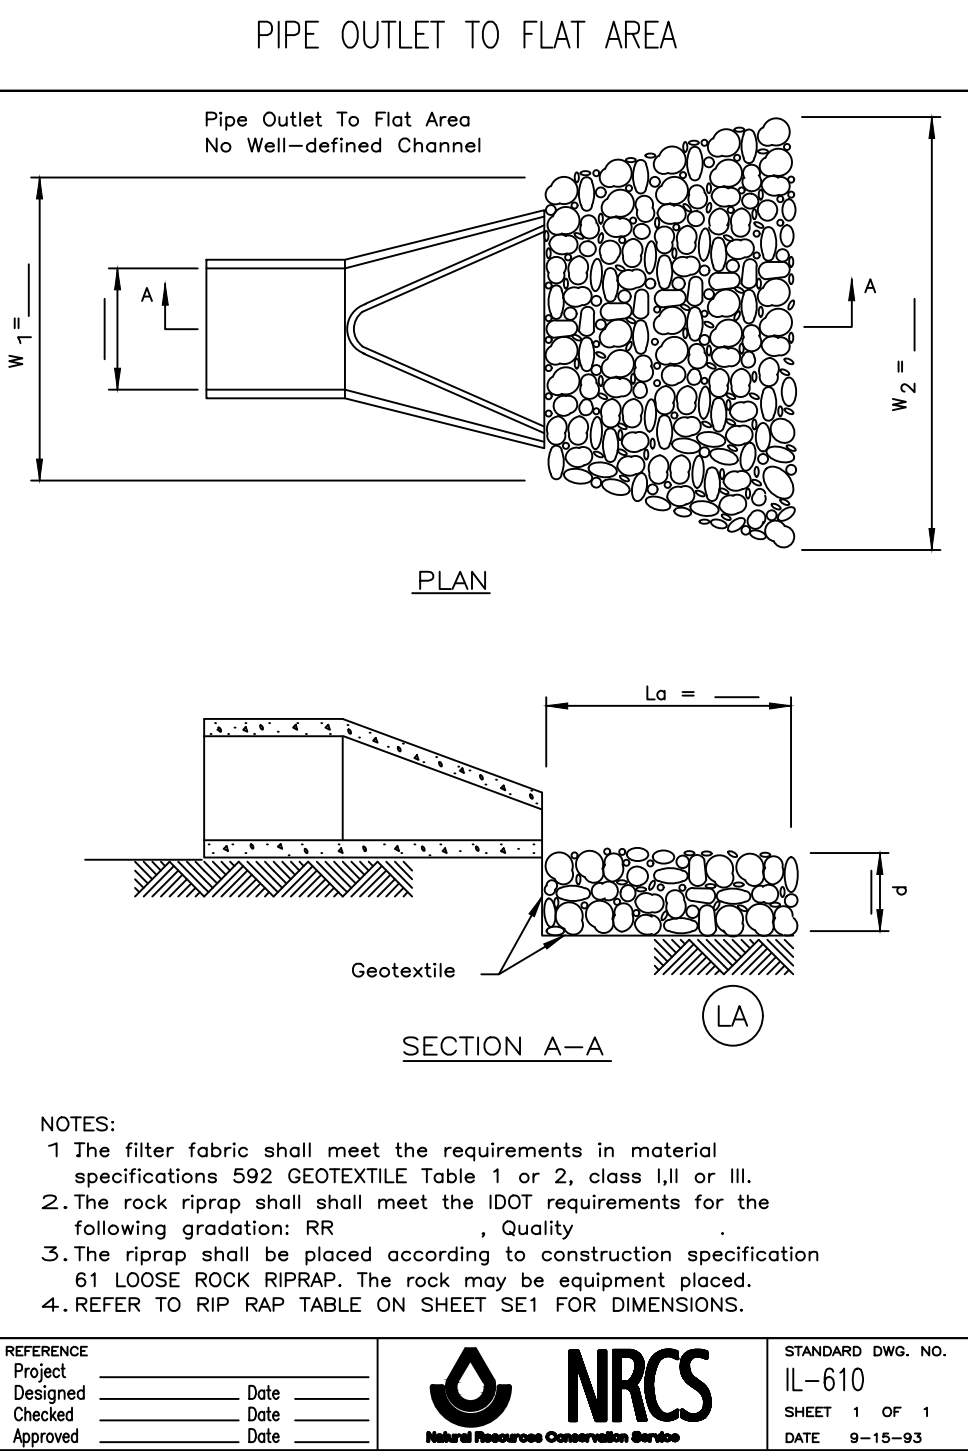 PIPE OUTLET TO FLAT AREA
Pipe Outlet To Flat Area
No Well-defined Channel
W1 =
A
A
W2 =
PLAN
La =
d
Geotextile
LA
SECTION A-A
NOTES:
1 The filter fabric shall meet the requirements in material
specifications 592 GEOTEXTILE Table 1 or 2, class I,II or III.
2. The rock riprap shall shall meet the IDOT requirements for the
following gradation: RR , Quality .
3. The riprap shall be placed according to construction specification
61 LOOSE ROCK RIPRAP. The rock may be equipment placed.
4. REFER TO RIP RAP TABLE ON SHEET SE1 FOR DIMENSIONS.
REFERENCE
Project
Designed Date
Checked Date
Approved Date
NRCS
Natural Resources Conservation Service
STANDARD DWG. NO.
IL-610
SHEET 1 OF 1
DATE 9-15-93